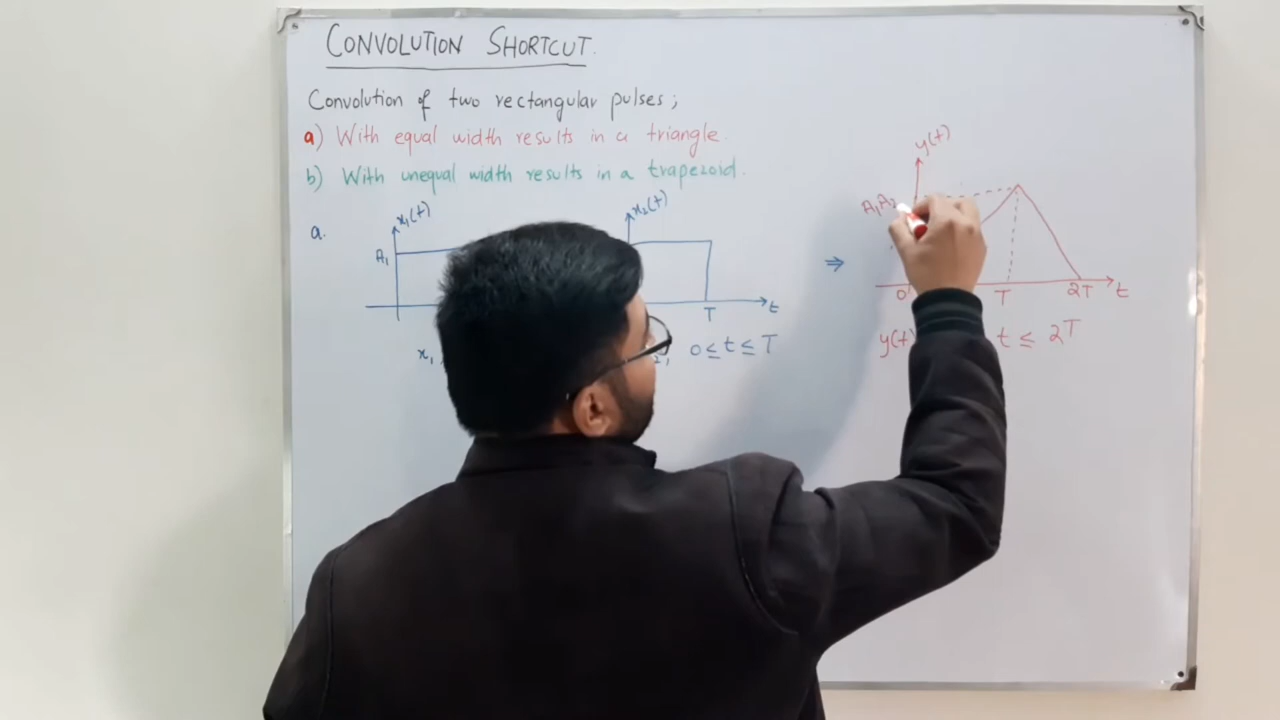 CONVOLUTION SHORTCUT.
Convolution of two rectangular pulses;
a) With equal width results in a triangle.
b) With unequal width results in a trapezoid.
a.
x₁(t)
A₁
x₂(t)
T
t
x₁
0 ≤ t ≤ T
⇒
y(t)
A₁A₂
0
T
2T
t
y(t)
t ≤ 2T